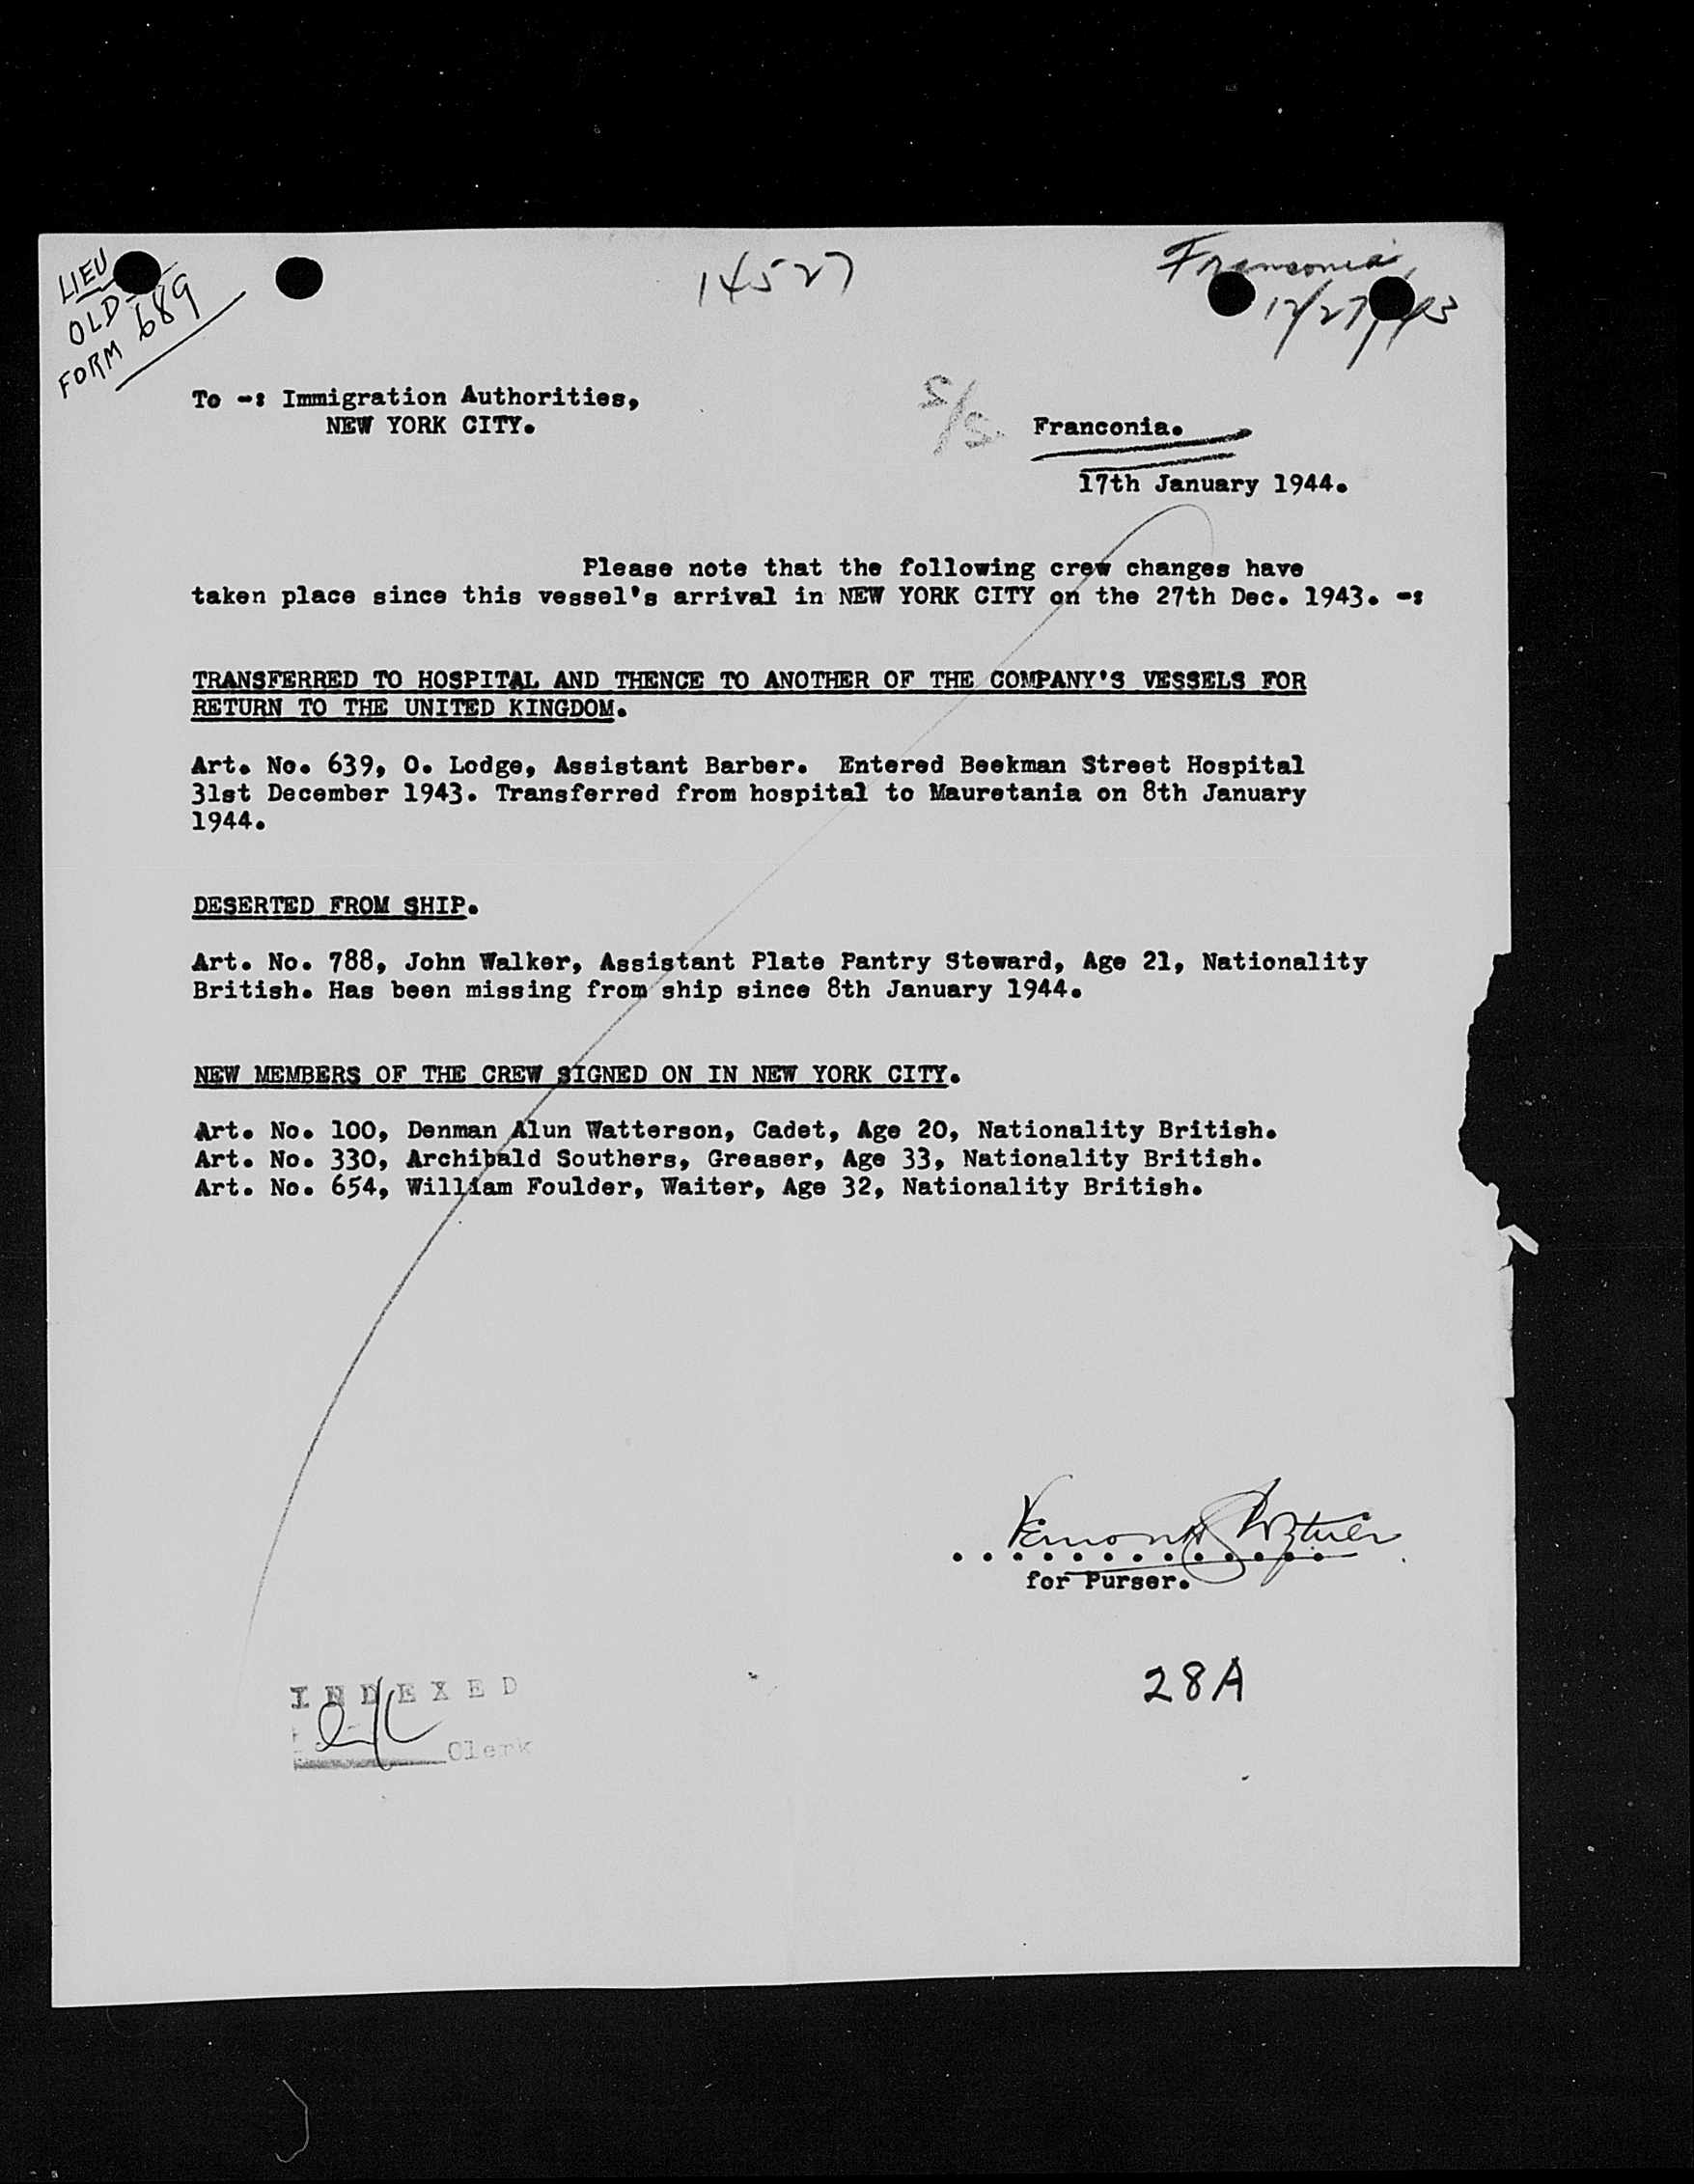 LIEU
OLD
FORM 689
14527
Franconia,
12/27/43
To -: Immigration Authorities,
NEW YORK CITY.
S/S.
Franconia.
17th January 1944.
Please note that the following crew changes have
taken place since this vessel's arrival in NEW YORK CITY on the 27th Dec. 1943. -:
TRANSFERRED TO HOSPITAL AND THENCE TO ANOTHER OF THE COMPANY'S VESSELS FOR
RETURN TO THE UNITED KINGDOM.
Art. No. 639, O. Lodge, Assistant Barber. Entered Beekman Street Hospital
31st December 1943. Transferred from hospital to Mauretania on 8th January
1944.
DESERTED FROM SHIP.
Art. No. 788, John Walker, Assistant Plate Pantry Steward, Age 21, Nationality
British. Has been missing from ship since 8th January 1944.
NEW MEMBERS OF THE CREW SIGNED ON IN NEW YORK CITY.
Art. No. 100, Denman Alun Watterson, Cadet, Age 20, Nationality British.
Art. No. 330, Archibald Southers, Greaser, Age 33, Nationality British.
Art. No. 654, William Foulder, Waiter, Age 32, Nationality British.
for Purser.
28A
INDEXED
Clerk